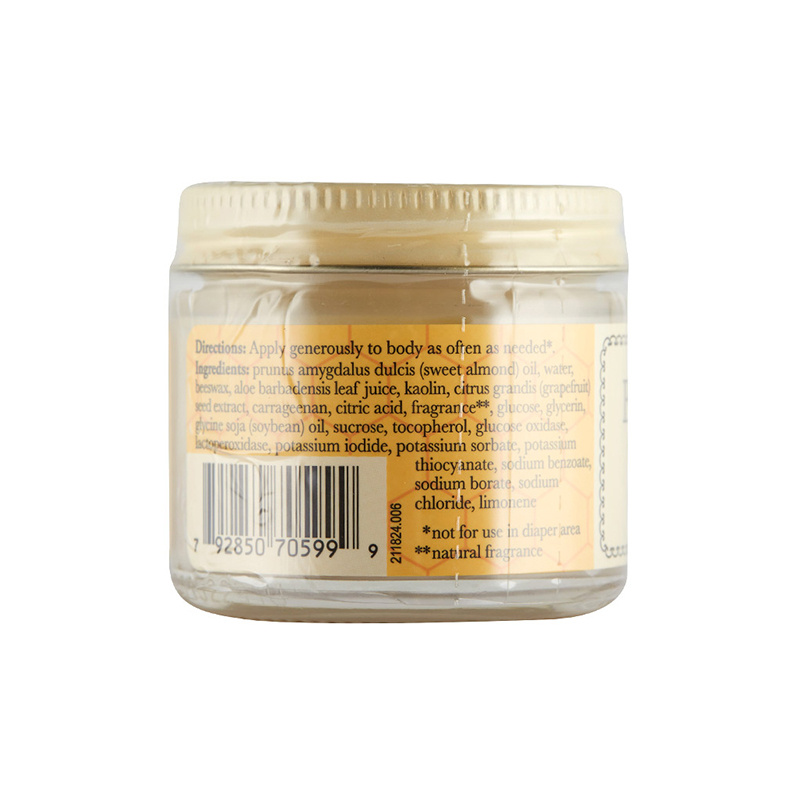 Directions: Apply generously to body as often as needed*.
Ingredients: prunus amygdalus dulcis (sweet almond) oil, water,
beeswax, aloe barbadensis leaf juice, kaolin, citrus grandis (grapefruit)
seed extract, carrageenan, citric acid, fragrance**, glucose, glycerin,
glycine soja (soybean) oil, sucrose, tocopherol, glucose oxidase,
lactoperoxidase, potassium iodide, potassium sorbate, potassium
thiocyanate, sodium benzoate,
sodium borate, sodium
chloride, limonene
*not for use in diaper area
**natural fragrance
7 92850 70599 9
211824.006